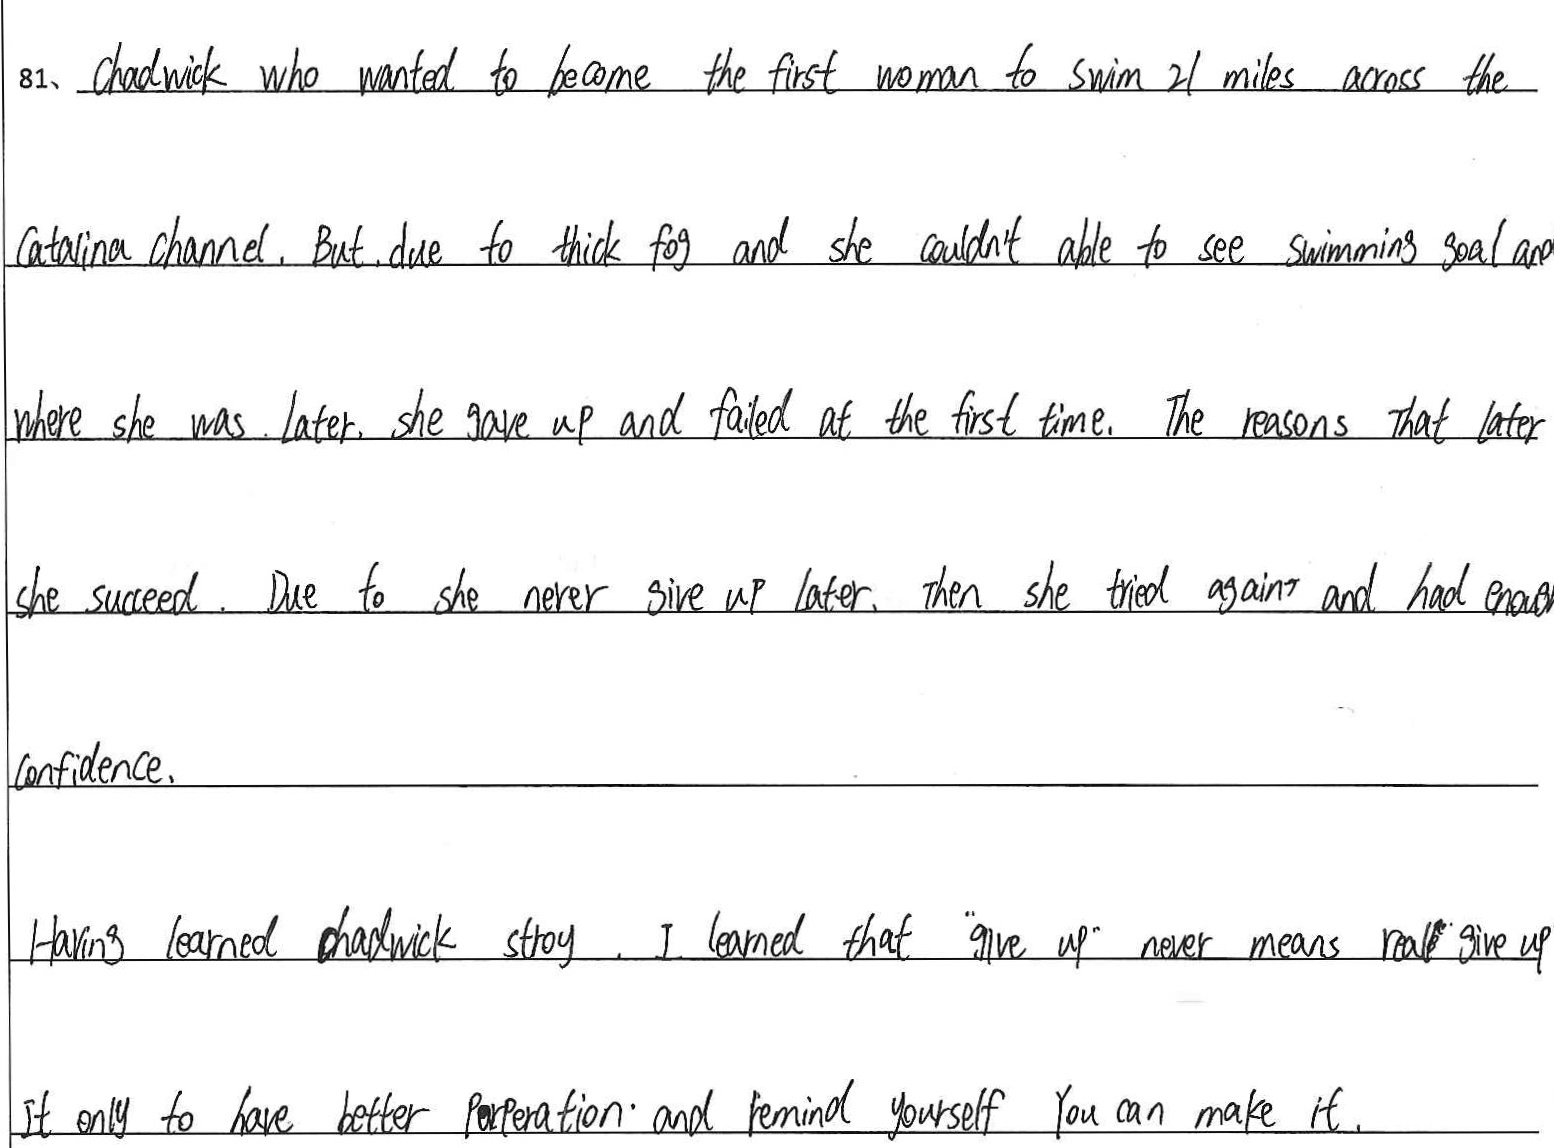 81、 Chadwick who wanted to become the first woman to swim 21 miles across the
Catalina channel. But. due to thick fog and she couldn't able to see swimming goal and
where she was. Later, she gave up and failed at the first time. The reasons That later
she succeed. Due to she never give up later. Then she tried against and had enough
confidence.
Having learned chadwick stroy. I learned that "give up" never means real give up
It only to have better perperation. and remind yourself You can make it.